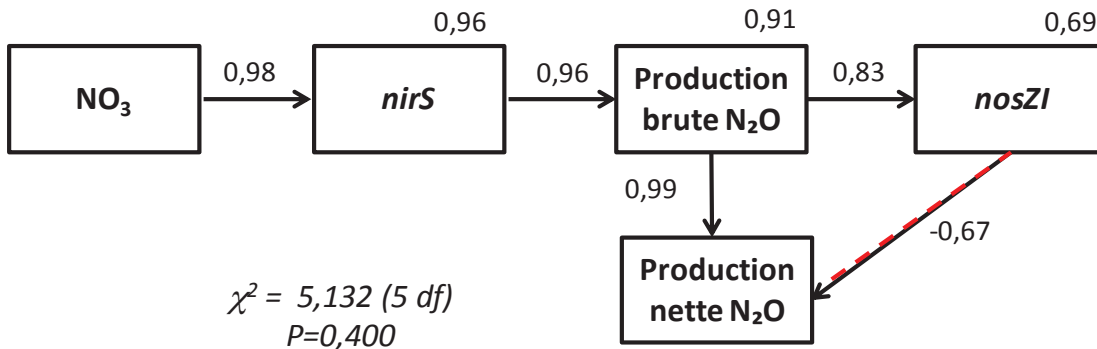 0,96
0,91
0,69
NO₃
0,98
nirS
0,96
Production
brute N₂O
0,83
nosZI
0,99
-0,67
Production
nette N₂O
χ² = 5,132 (5 df)
P=0,400